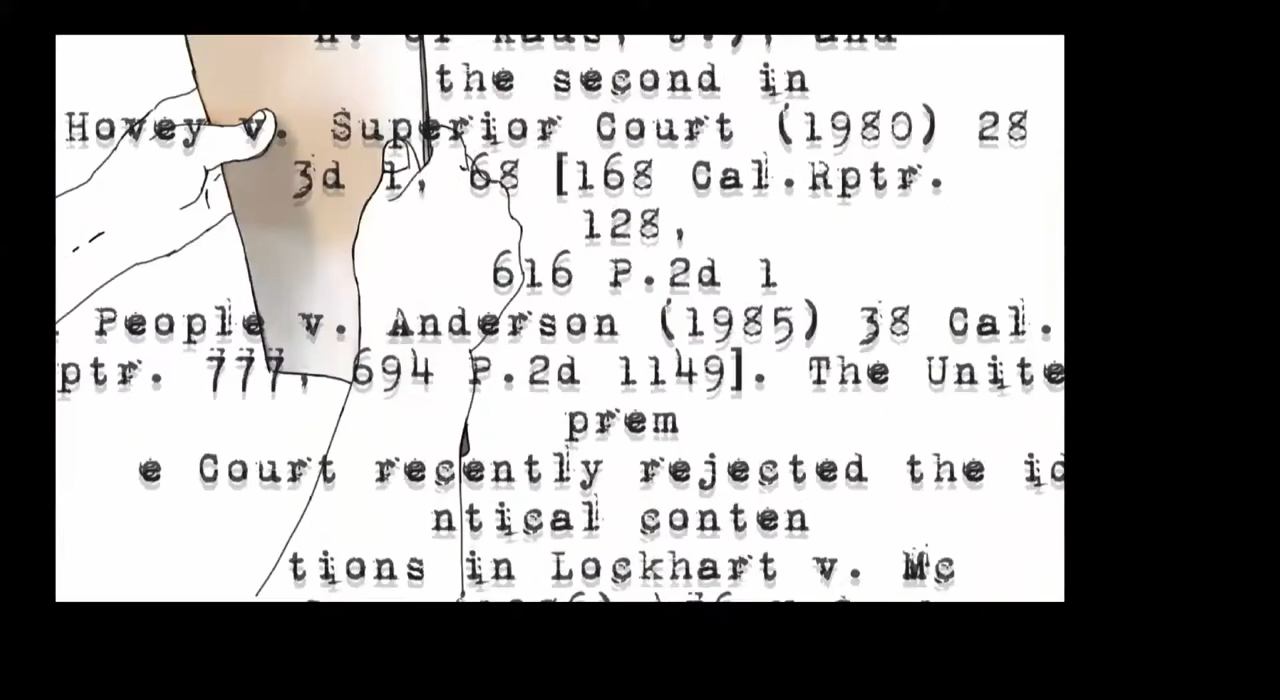 the second in
Hovey v. Superior Court (1980) 28
3d 1, 68 [168 Cal.Rptr.
128,
616 P.2d 1
People v. Anderson (1985) 38 Cal.
ptr. 777, 694 P.2d 1149]. The Unite
prem
e Court recently rejected the id
ntical conten
tions in Lockhart v. Mc